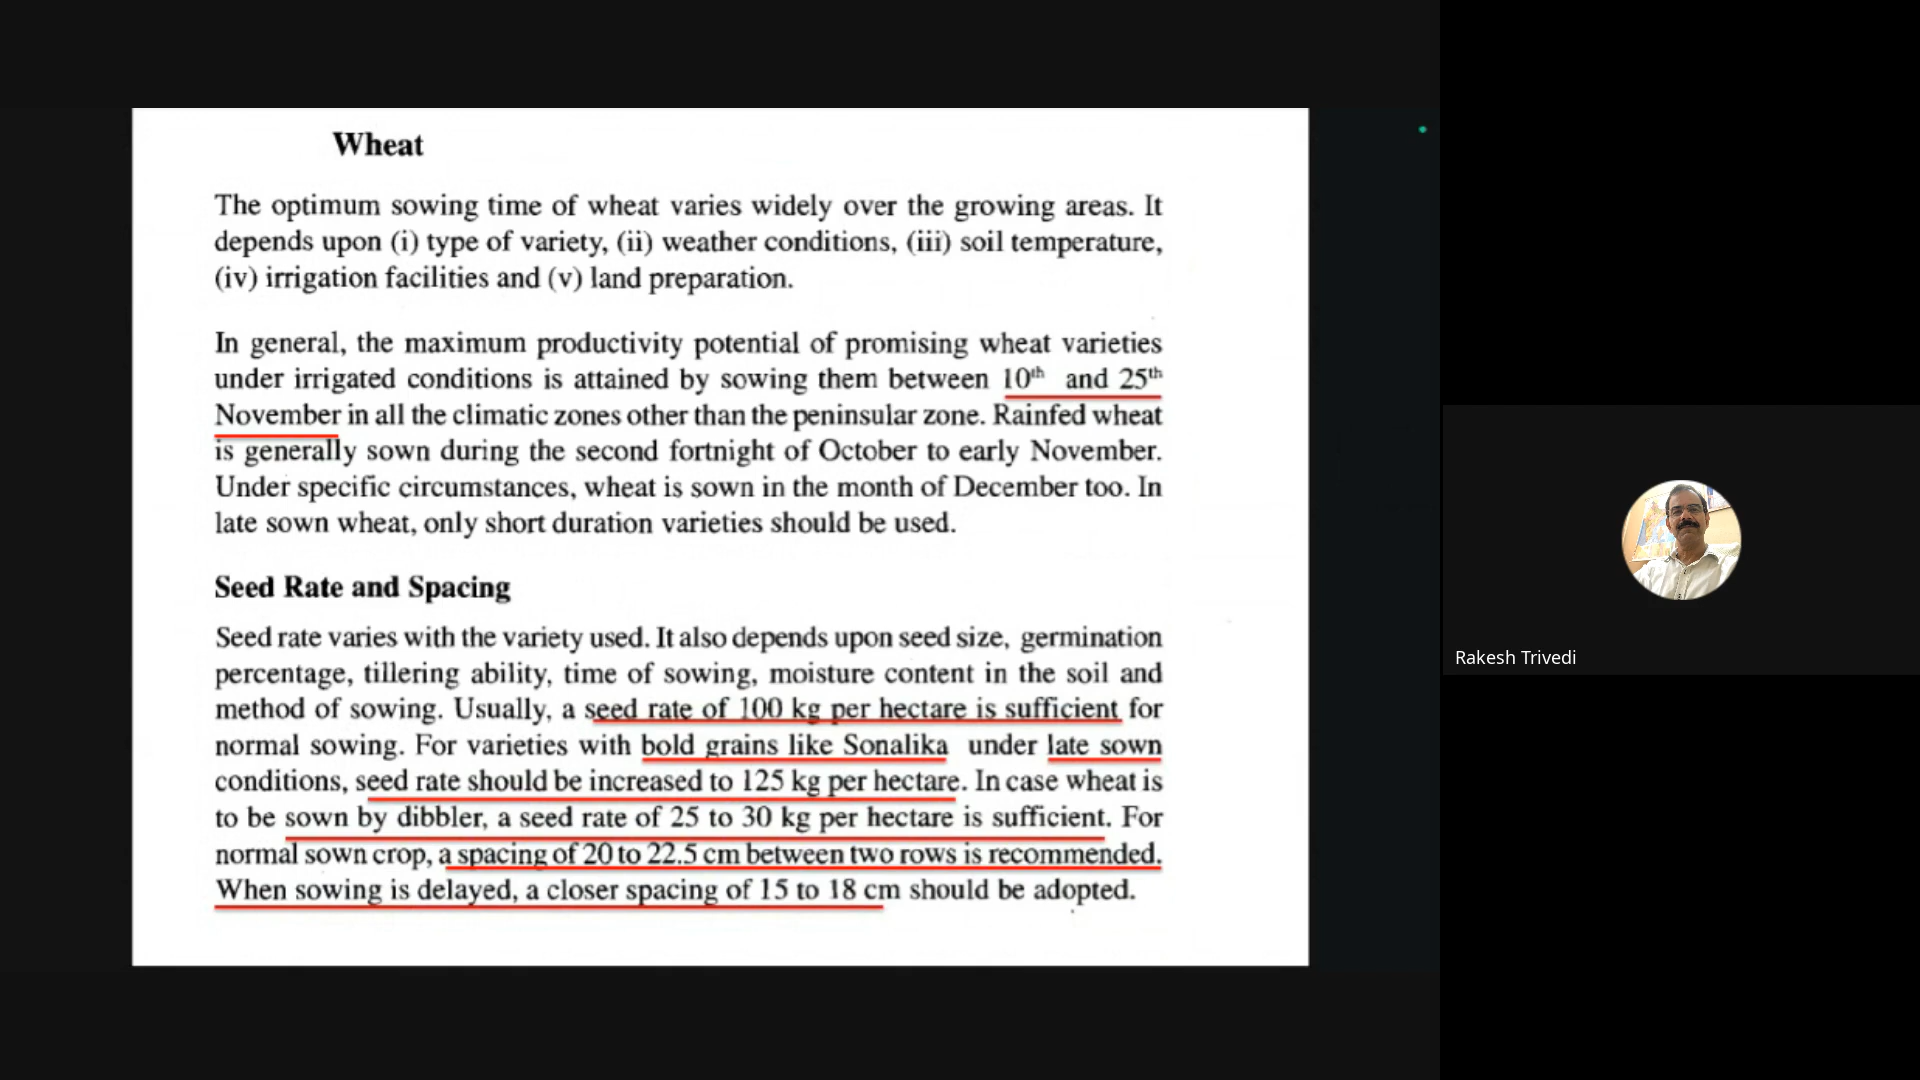 Wheat
The optimum sowing time of wheat varies widely over the growing areas. It
depends upon (i) type of variety, (ii) weather conditions, (iii) soil temperature,
(iv) irrigation facilities and (v) land preparation.
In general, the maximum productivity potential of promising wheat varieties
under irrigated conditions is attained by sowing them between 10th and 25th
November in all the climatic zones other than the peninsular zone. Rainfed wheat
is generally sown during the second fortnight of October to early November.
Under specific circumstances, wheat is sown in the month of December too. In
late sown wheat, only short duration varieties should be used.
Seed Rate and Spacing
Seed rate varies with the variety used. It also depends upon seed size, germination
percentage, tillering ability, time of sowing, moisture content in the soil and
method of sowing. Usually, a seed rate of 100 kg per hectare is sufficient for
normal sowing. For varieties with bold grains like Sonalika under late sown
conditions, seed rate should be increased to 125 kg per hectare. In case wheat is
to be sown by dibbler, a seed rate of 25 to 30 kg per hectare is sufficient. For
normal sown crop, a spacing of 20 to 22.5 cm between two rows is recommended.
When sowing is delayed, a closer spacing of 15 to 18 cm should be adopted.
Rakesh Trivedi